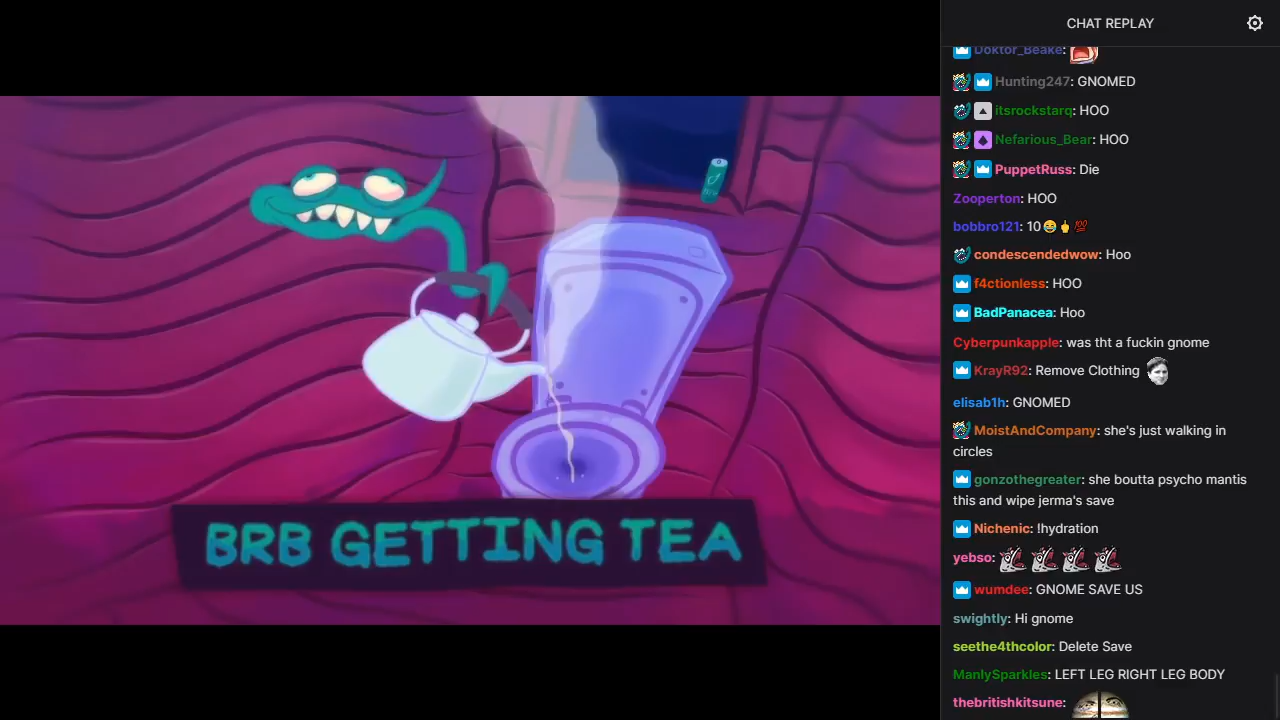 CHAT REPLAY
Doktor_Beake:
Hunting247: GNOMED
itsrockstarq: HOO
Nefarious_Bear: HOO
PuppetRuss: Die
Zooperton: HOO
bobbro121: 10😂🖕💯
condescendedwow: Hoo
f4ctionless: HOO
BadPanacea: Hoo
Cyberpunkapple: was tht a fuckin gnome
KrayR92: Remove Clothing
elisab1h: GNOMED
MoistAndCompany: she's just walking in
circles
gonzothegreater: she boutta psycho mantis
this and wipe jerma's save
Nichenic: !hydration
yebso:
wumdee: GNOME SAVE US
swightly: Hi gnome
seethe4thcolor: Delete Save
ManlySparkles: LEFT LEG RIGHT LEG BODY
thebritishkitsune:
BRB GETTING TEA